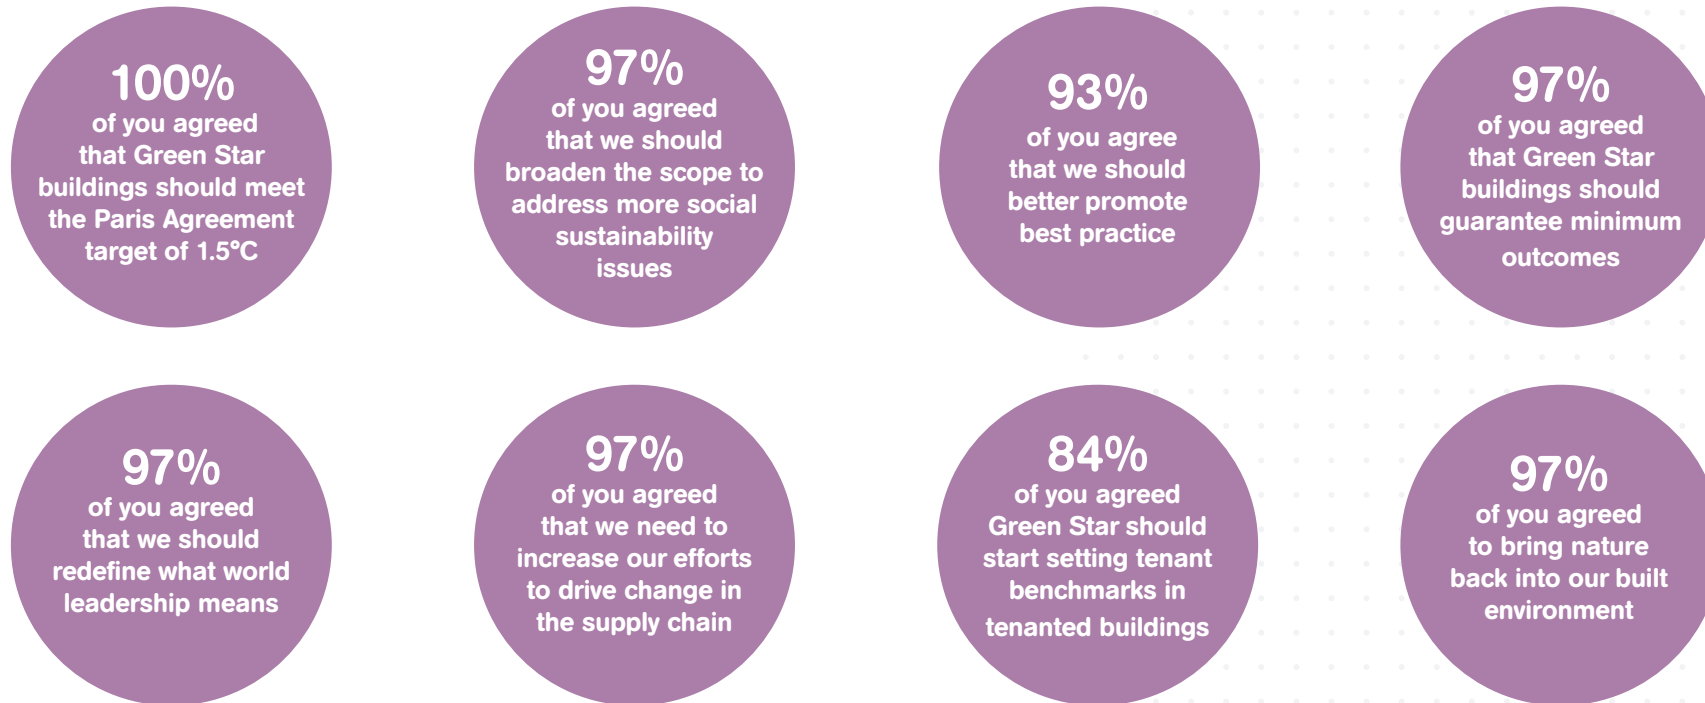 100%
of you agreed
that Green Star
buildings should meet
the Paris Agreement
target of 1.5°C
97%
of you agreed
that we should
broaden the scope to
address more social
sustainability
issues
93%
of you agree
that we should
better promote
best practice
97%
of you agreed
that Green Star
buildings should
guarantee minimum
outcomes
97%
of you agreed
that we should
redefine what world
leadership means
97%
of you agreed
that we need to
increase our efforts
to drive change in
the supply chain
84%
of you agreed
Green Star should
start setting tenant
benchmarks in
tenanted buildings
97%
of you agreed
to bring nature
back into our built
environment